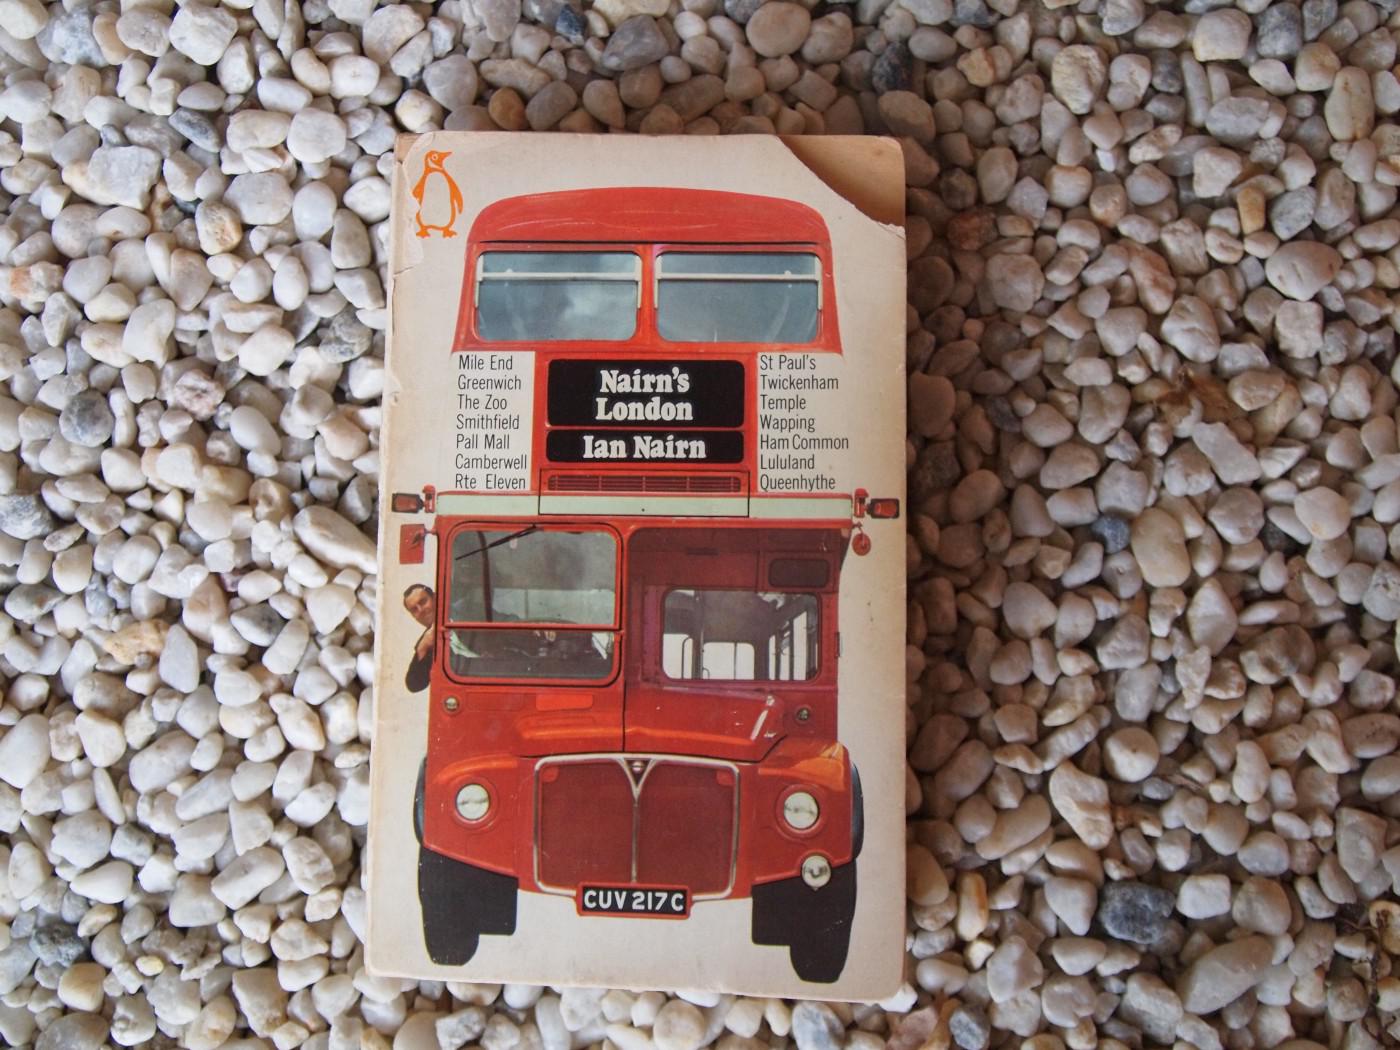 Mile End
Greenwich
The Zoo
Smithfield
Pall Mall
Camberwell
Rte Eleven
Nairn's
London
Ian Nairn
St Paul's
Twickenham
Temple
Wapping
Ham Common
Lululand
Queenhythe
CUV 217C